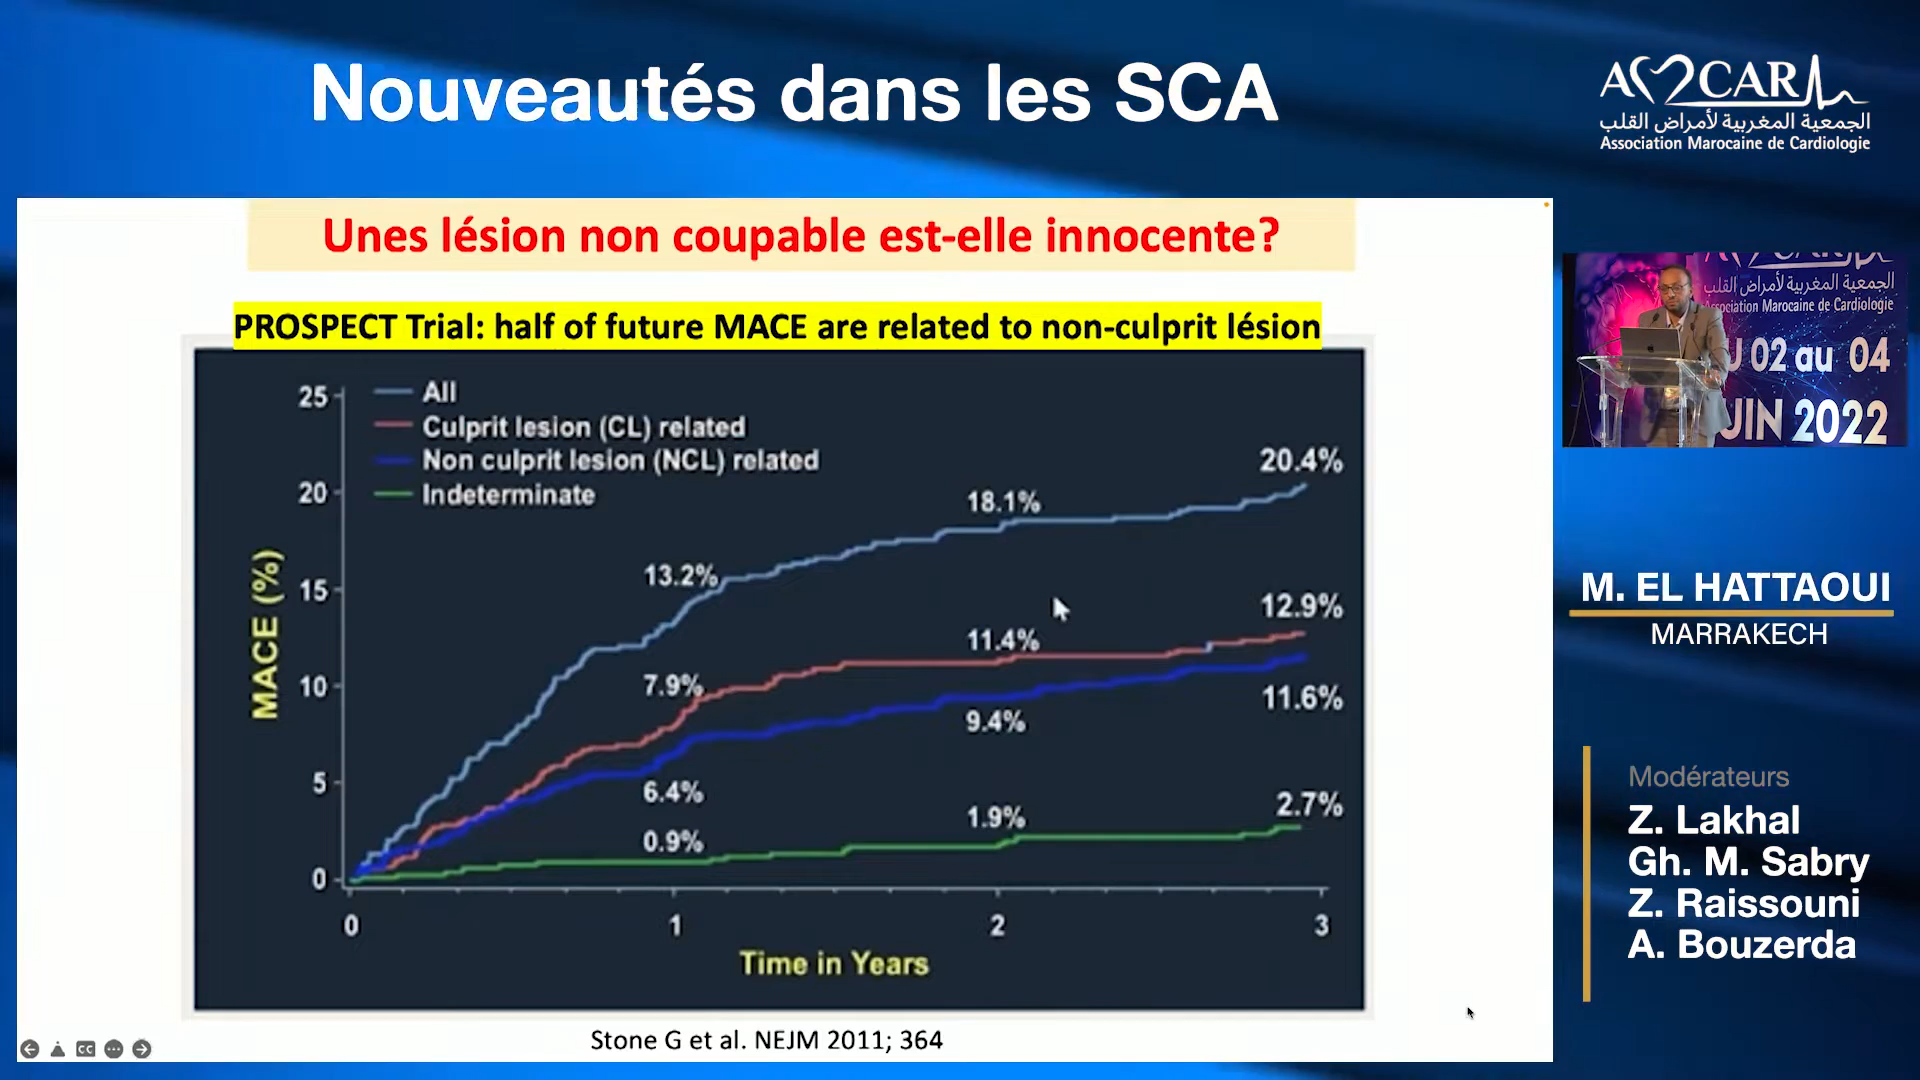 Nouveautés dans les SCA
AMCAR
الجمعية المغربية لأمراض القلب
Association Marocaine de Cardiologie
Unes lésion non coupable est-elle innocente?
PROSPECT Trial: half of future MACE are related to non-culprit lésion
25
20
15
10
5
0
MACE (%)
All
Culprit lesion (CL) related
Non culprit lesion (NCL) related
Indeterminate
13.2%
18.1%
20.4%
7.9%
11.4%
12.9%
6.4%
9.4%
11.6%
0.9%
1.9%
2.7%
0
1
2
3
Time in Years
Stone G et al. NEJM 2011; 364
CC
الجمعية المغربية لأمراض القلب
ssociation Marocaine de Cardiologie
U 02 au 04
UIN 2022
M. EL HATTAOUI
MARRAKECH
Modérateurs
Z. Lakhal
Gh. M. Sabry
Z. Raissouni
A. Bouzerda